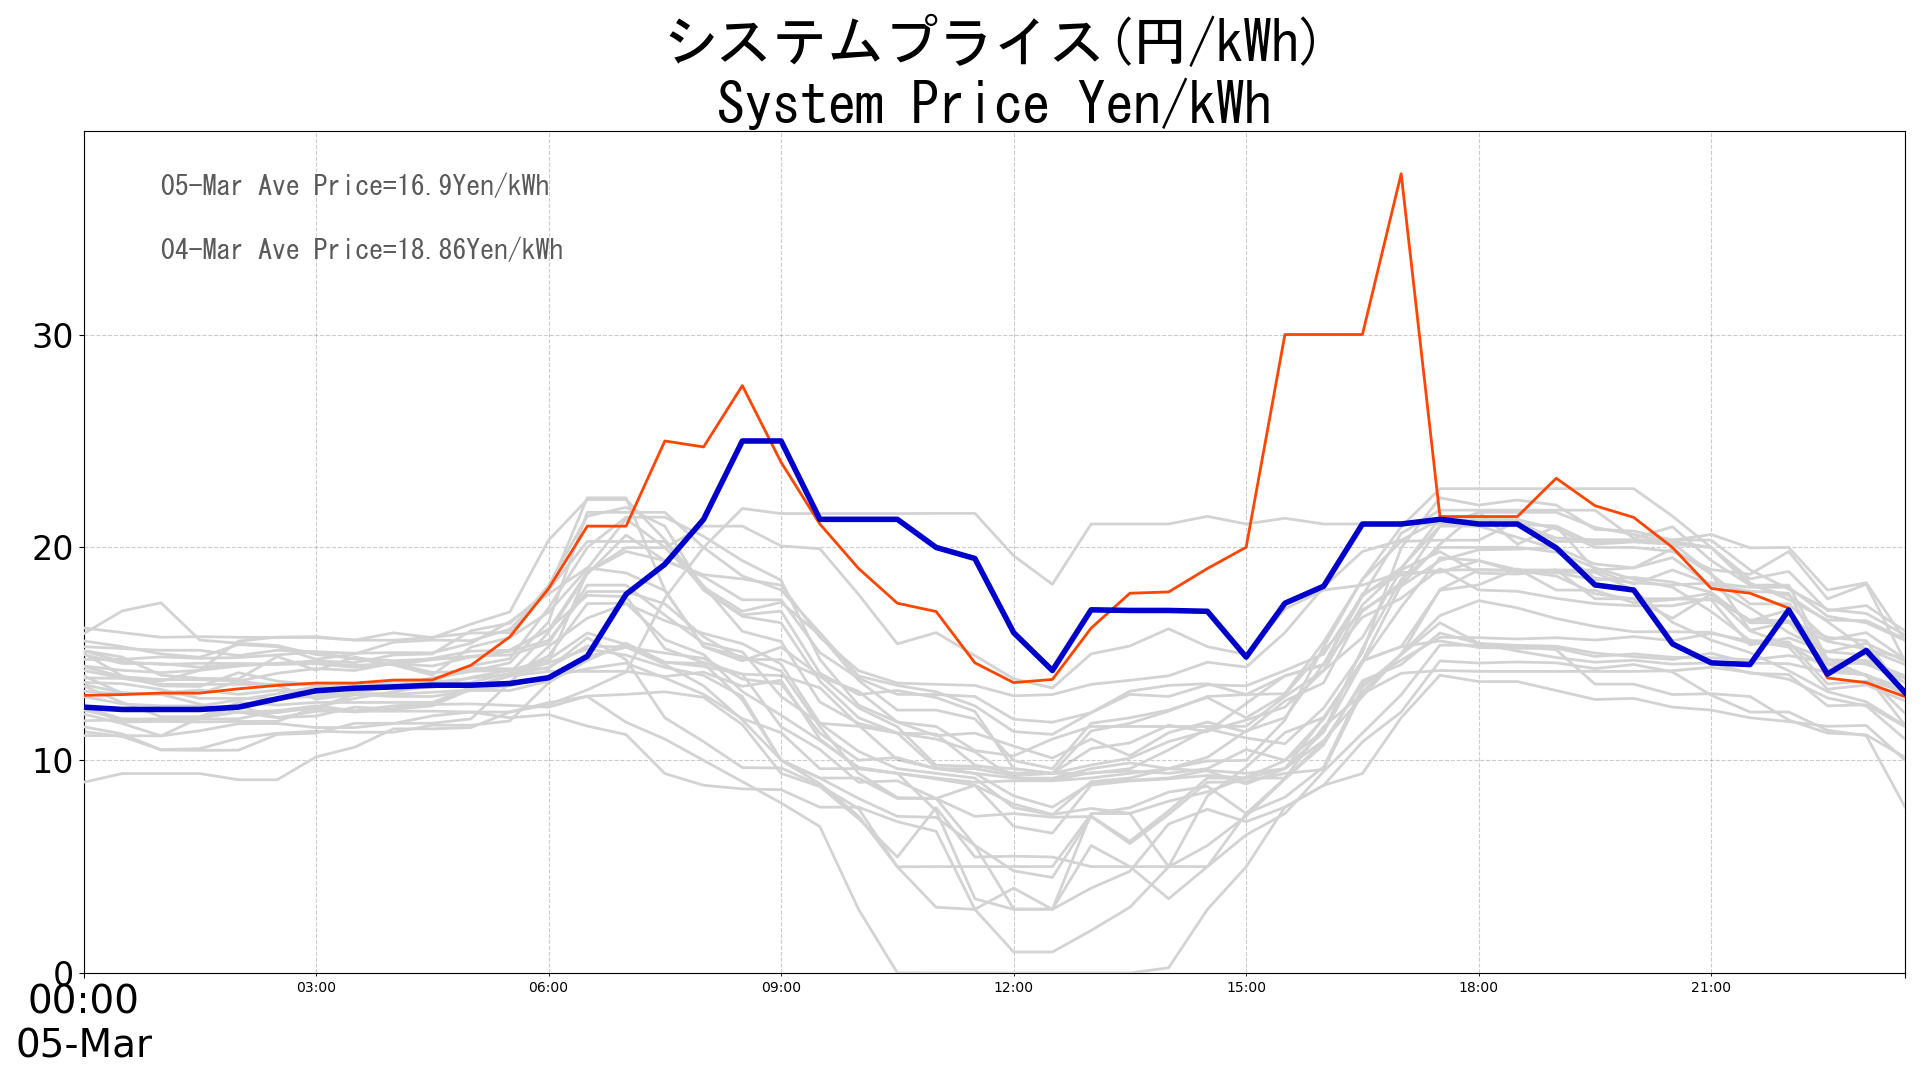 システムプライス(円/kWh)
System Price Yen/kWh
05-Mar Ave Price=16.9Yen/kWh
04-Mar Ave Price=18.86Yen/kWh
30
20
10
0
00:00
03:00
06:00
09:00
12:00
15:00
18:00
21:00
05-Mar